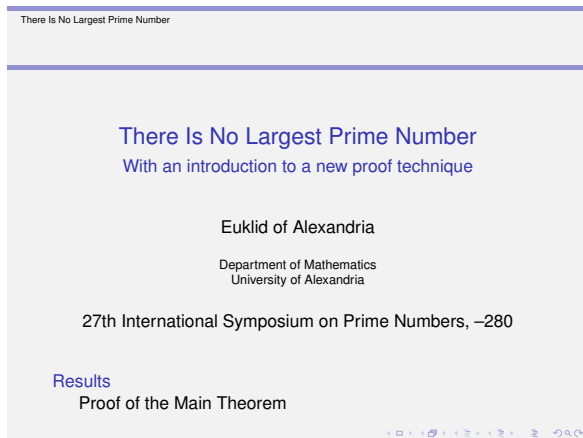 There Is No Largest Prime Number
There Is No Largest Prime Number
With an introduction to a new proof technique
Euklid of Alexandria
Department of Mathematics
University of Alexandria
27th International Symposium on Prime Numbers, –280
Results
Proof of the Main Theorem